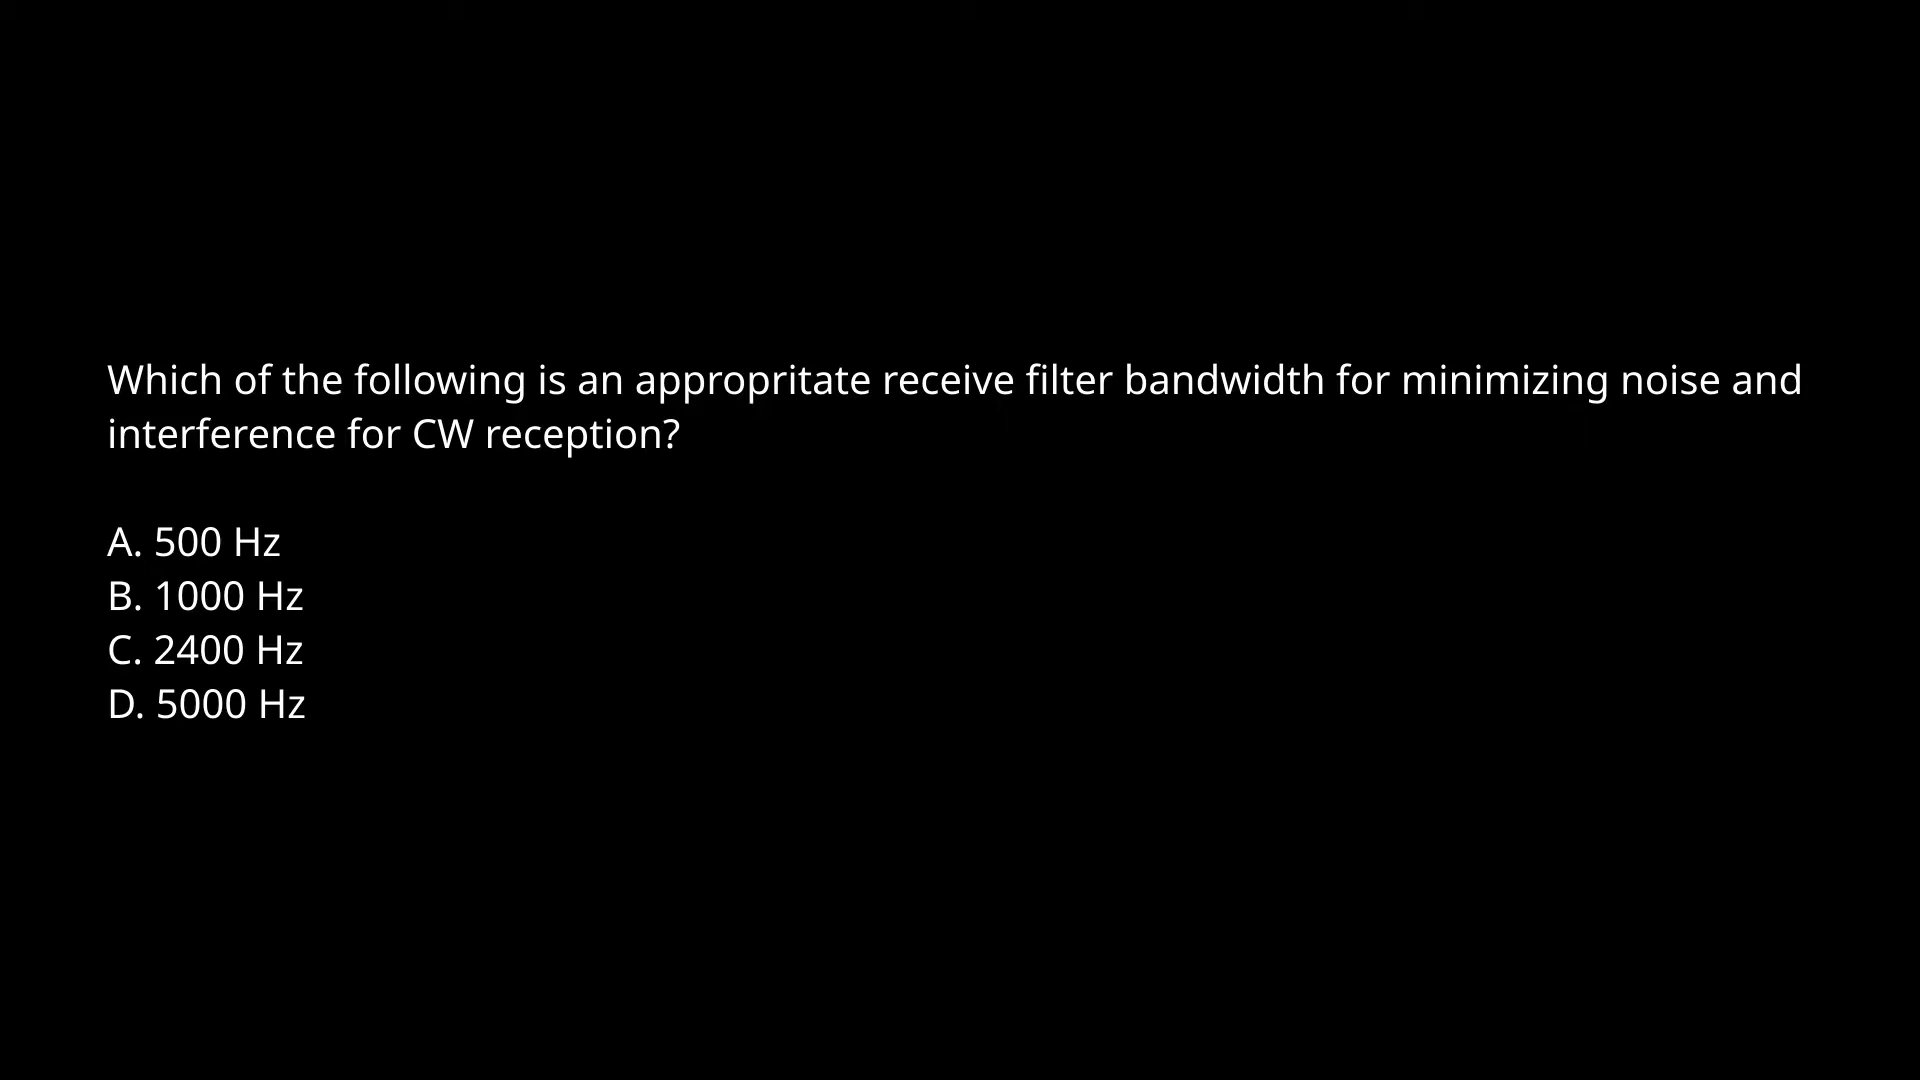 Which of the following is an appropritate receive filter bandwidth for minimizing noise and
interference for CW reception?
A. 500 Hz
B. 1000 Hz
C. 2400 Hz
D. 5000 Hz